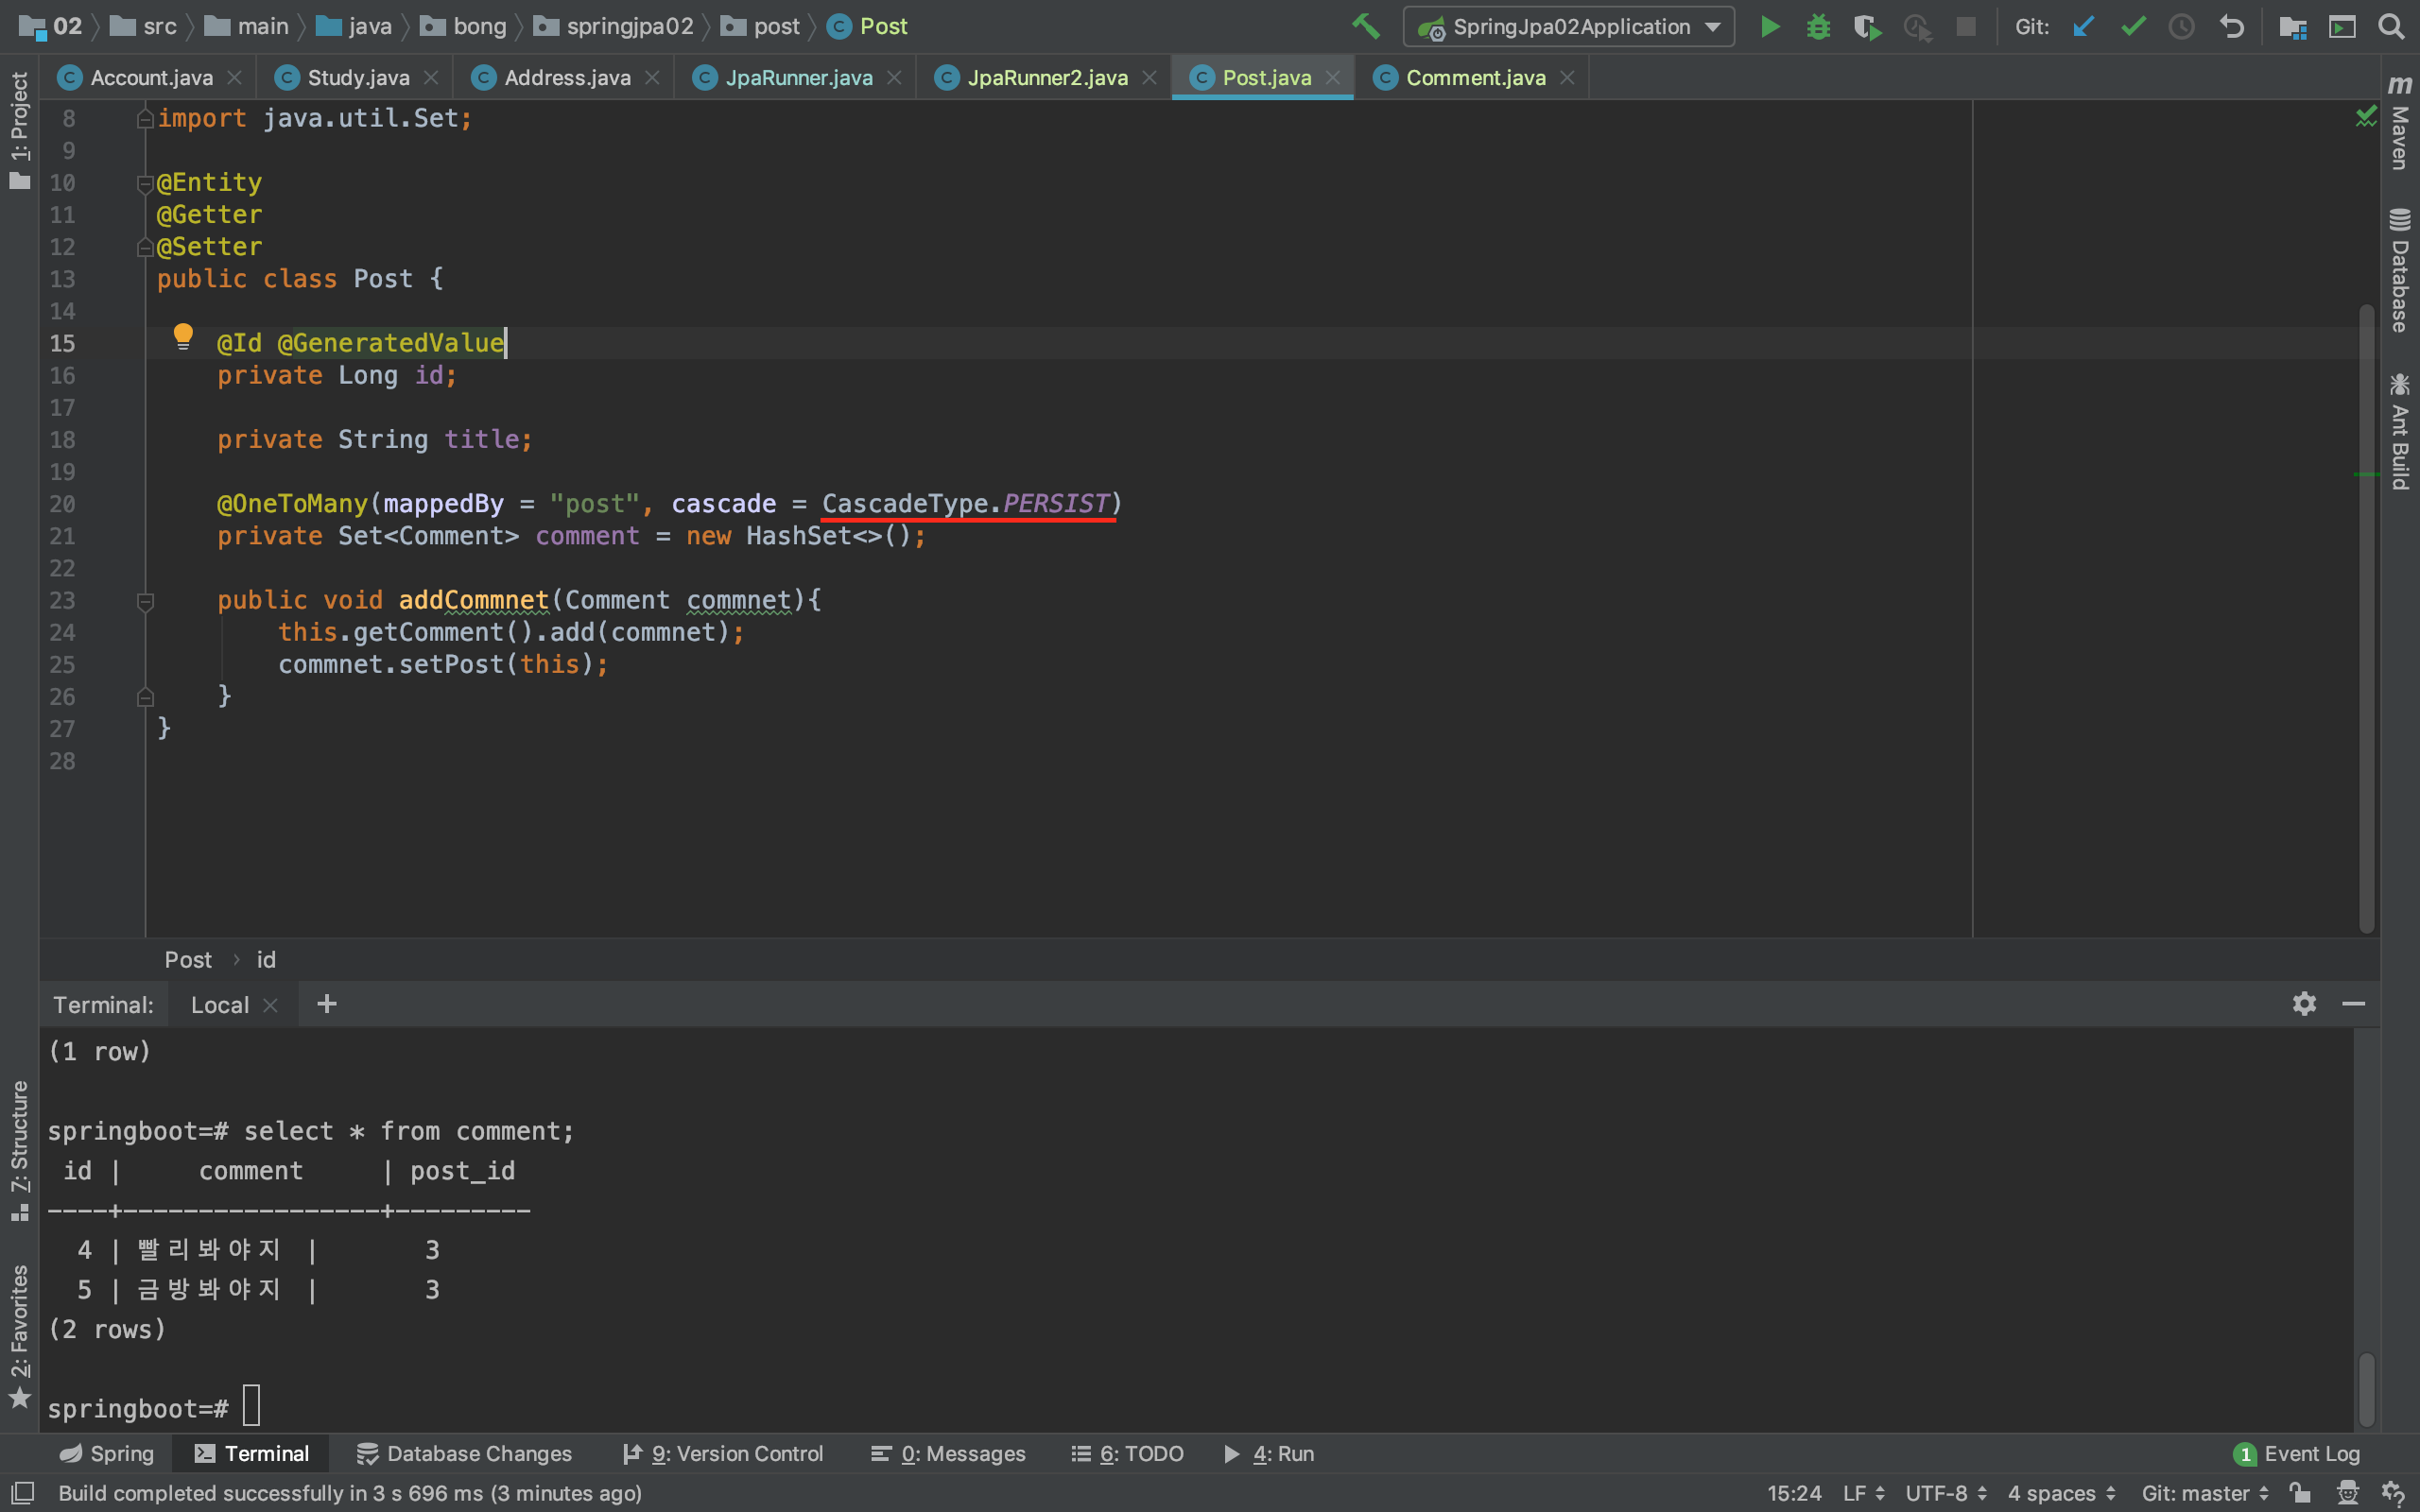 02 src main java bong springjpa02 post Post SpringJpa02Application Git:
Account.java Study.java Address.java JpaRunner.java JpaRunner2.java Post.java Comment.java
8 import java.util.Set;
9
10 @Entity
11 @Getter
12 @Setter
13 public class Post {
14
15 @Id @GeneratedValue
16 private Long id;
17
18 private String title;
19
20 @OneToMany(mappedBy = "post", cascade = CascadeType.PERSIST)
21 private Set<Comment> comment = new HashSet<>();
22
23 public void addCommnet(Comment commnet){
24 this.getComment().add(commnet);
25 commnet.setPost(this);
26 }
27 }
28
Post › id
1: Project
7: Structure
2: Favorites
m Maven
Database
Ant Build
Terminal: Local +
(1 row)
springboot=# select * from comment;
id | comment | post_id
----+-----------------+---------
4 | 빨리봐야지 | 3
5 | 금방봐야지 | 3
(2 rows)
springboot=#
Spring Terminal Database Changes 9: Version Control 0: Messages 6: TODO 4: Run 1 Event Log
Build completed successfully in 3 s 696 ms (3 minutes ago) 15:24 LF UTF-8 4 spaces Git: master